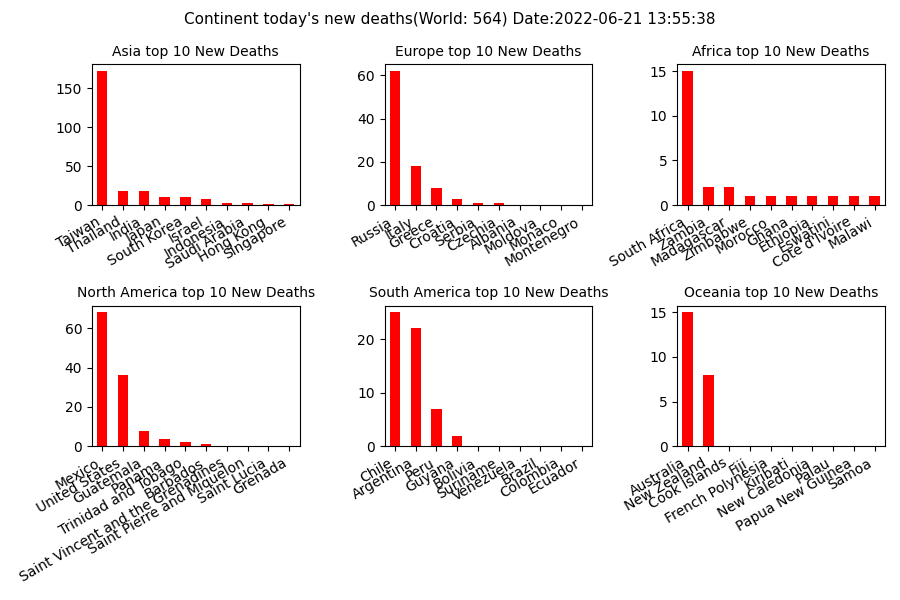 Continent today's new deaths(World: 564) Date:2022-06-21 13:55:38
Asia top 10 New Deaths
150
100
50
0
Taiwan
Thailand
India
Japan
South Korea
Israel
Indonesia
Saudi Arabia
Hong Kong
Singapore
Europe top 10 New Deaths
60
40
20
0
Russia
Italy
Greece
Croatia
Serbia
Czechia
Albania
Moldova
Monaco
Montenegro
Africa top 10 New Deaths
15
10
5
0
South Africa
Zambia
Madagascar
Zimbabwe
Morocco
Ghana
Ethiopia
Eswatini
Cote d'Ivoire
Malawi
North America top 10 New Deaths
60
40
20
0
Mexico
United States
Guatemala
Panama
Trinidad and Tobago
Barbados
Saint Vincent and the Grenadines
Saint Pierre and Miquelon
Saint Lucia
Grenada
South America top 10 New Deaths
20
10
0
Chile
Argentina
Peru
Guyana
Bolivia
Suriname
Venezuela
Brazil
Colombia
Ecuador
Oceania top 10 New Deaths
15
10
5
0
Australia
New Zealand
Cook Islands
Fiji
French Polynesia
Kiribati
New Caledonia
Palau
Papua New Guinea
Samoa